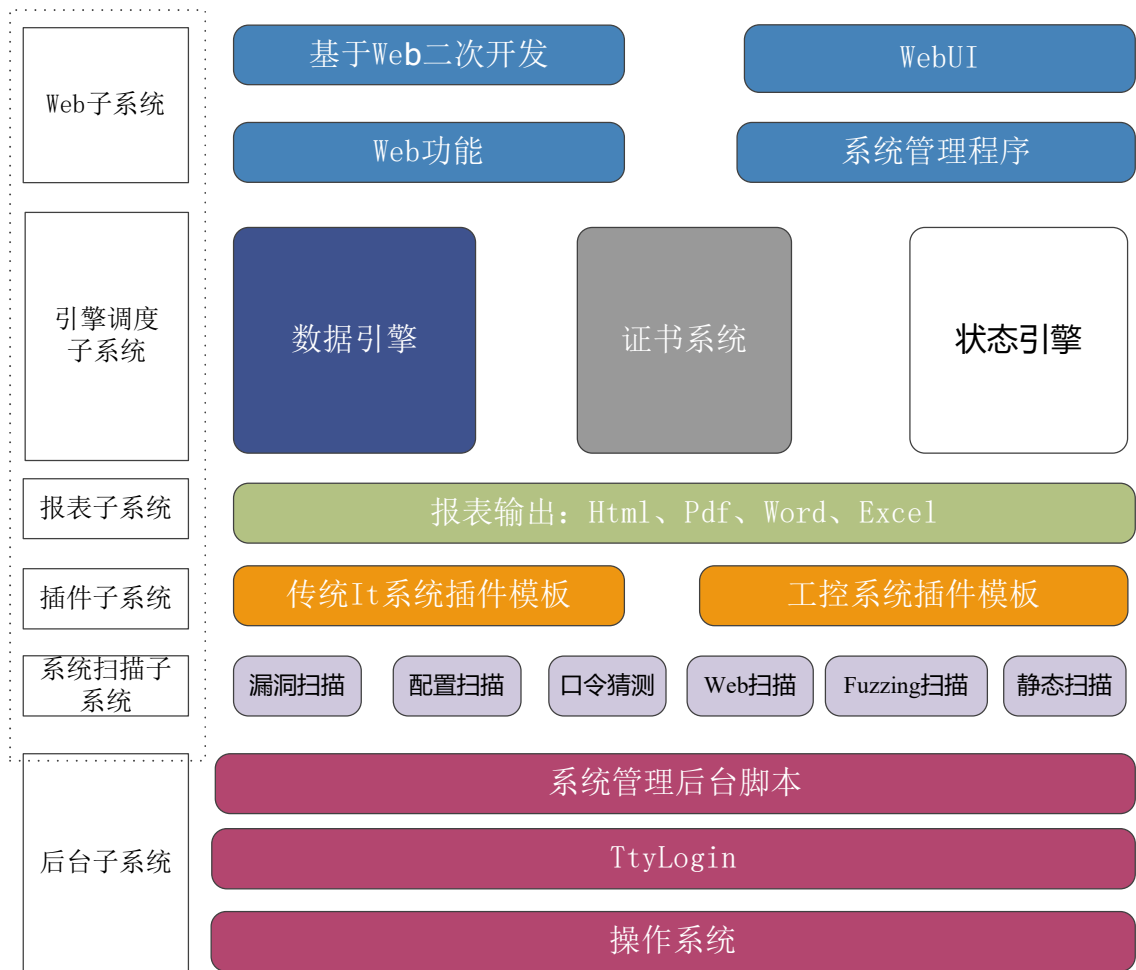 Web子系统
基于Web二次开发
WebUI
Web功能
系统管理程序
引擎调度
子系统
数据引擎
证书系统
状态引擎
报表子系统
报表输出: Html、Pdf、Word、Excel
插件子系统
传统It系统插件模板
工控系统插件模板
系统扫描子
系统
漏洞扫描
配置扫描
口令猜测
Web扫描
Fuzzing扫描
静态扫描
后台子系统
系统管理后台脚本
TtyLogin
操作系统